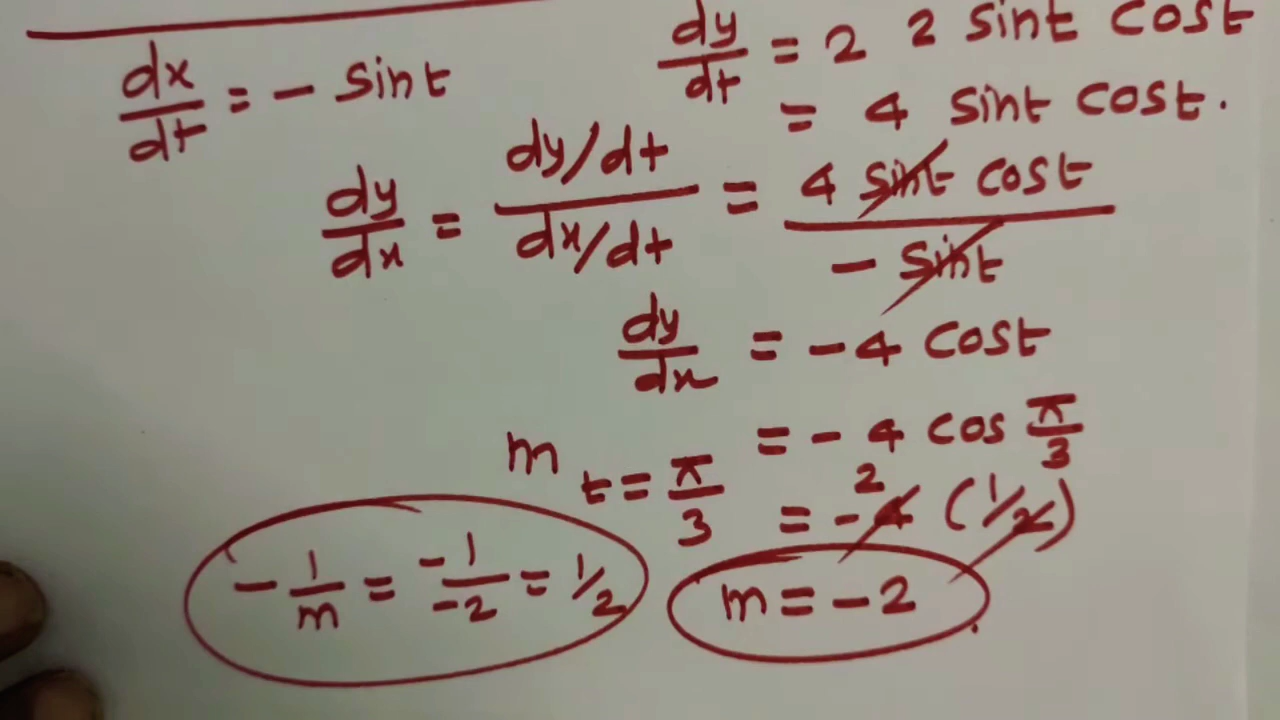 dx/dt = - sint
dy/dt = 2 2 sint cost
= 4 sint cost.
dy/dx = dy/dt / dx/dt = 4 sint cost / - sint
dy/dx = -4 cost
m t = π/3 = -4 cos π/3
= -4 2 (1/2)
-1/m = -1/-2 = 1/2
m = -2